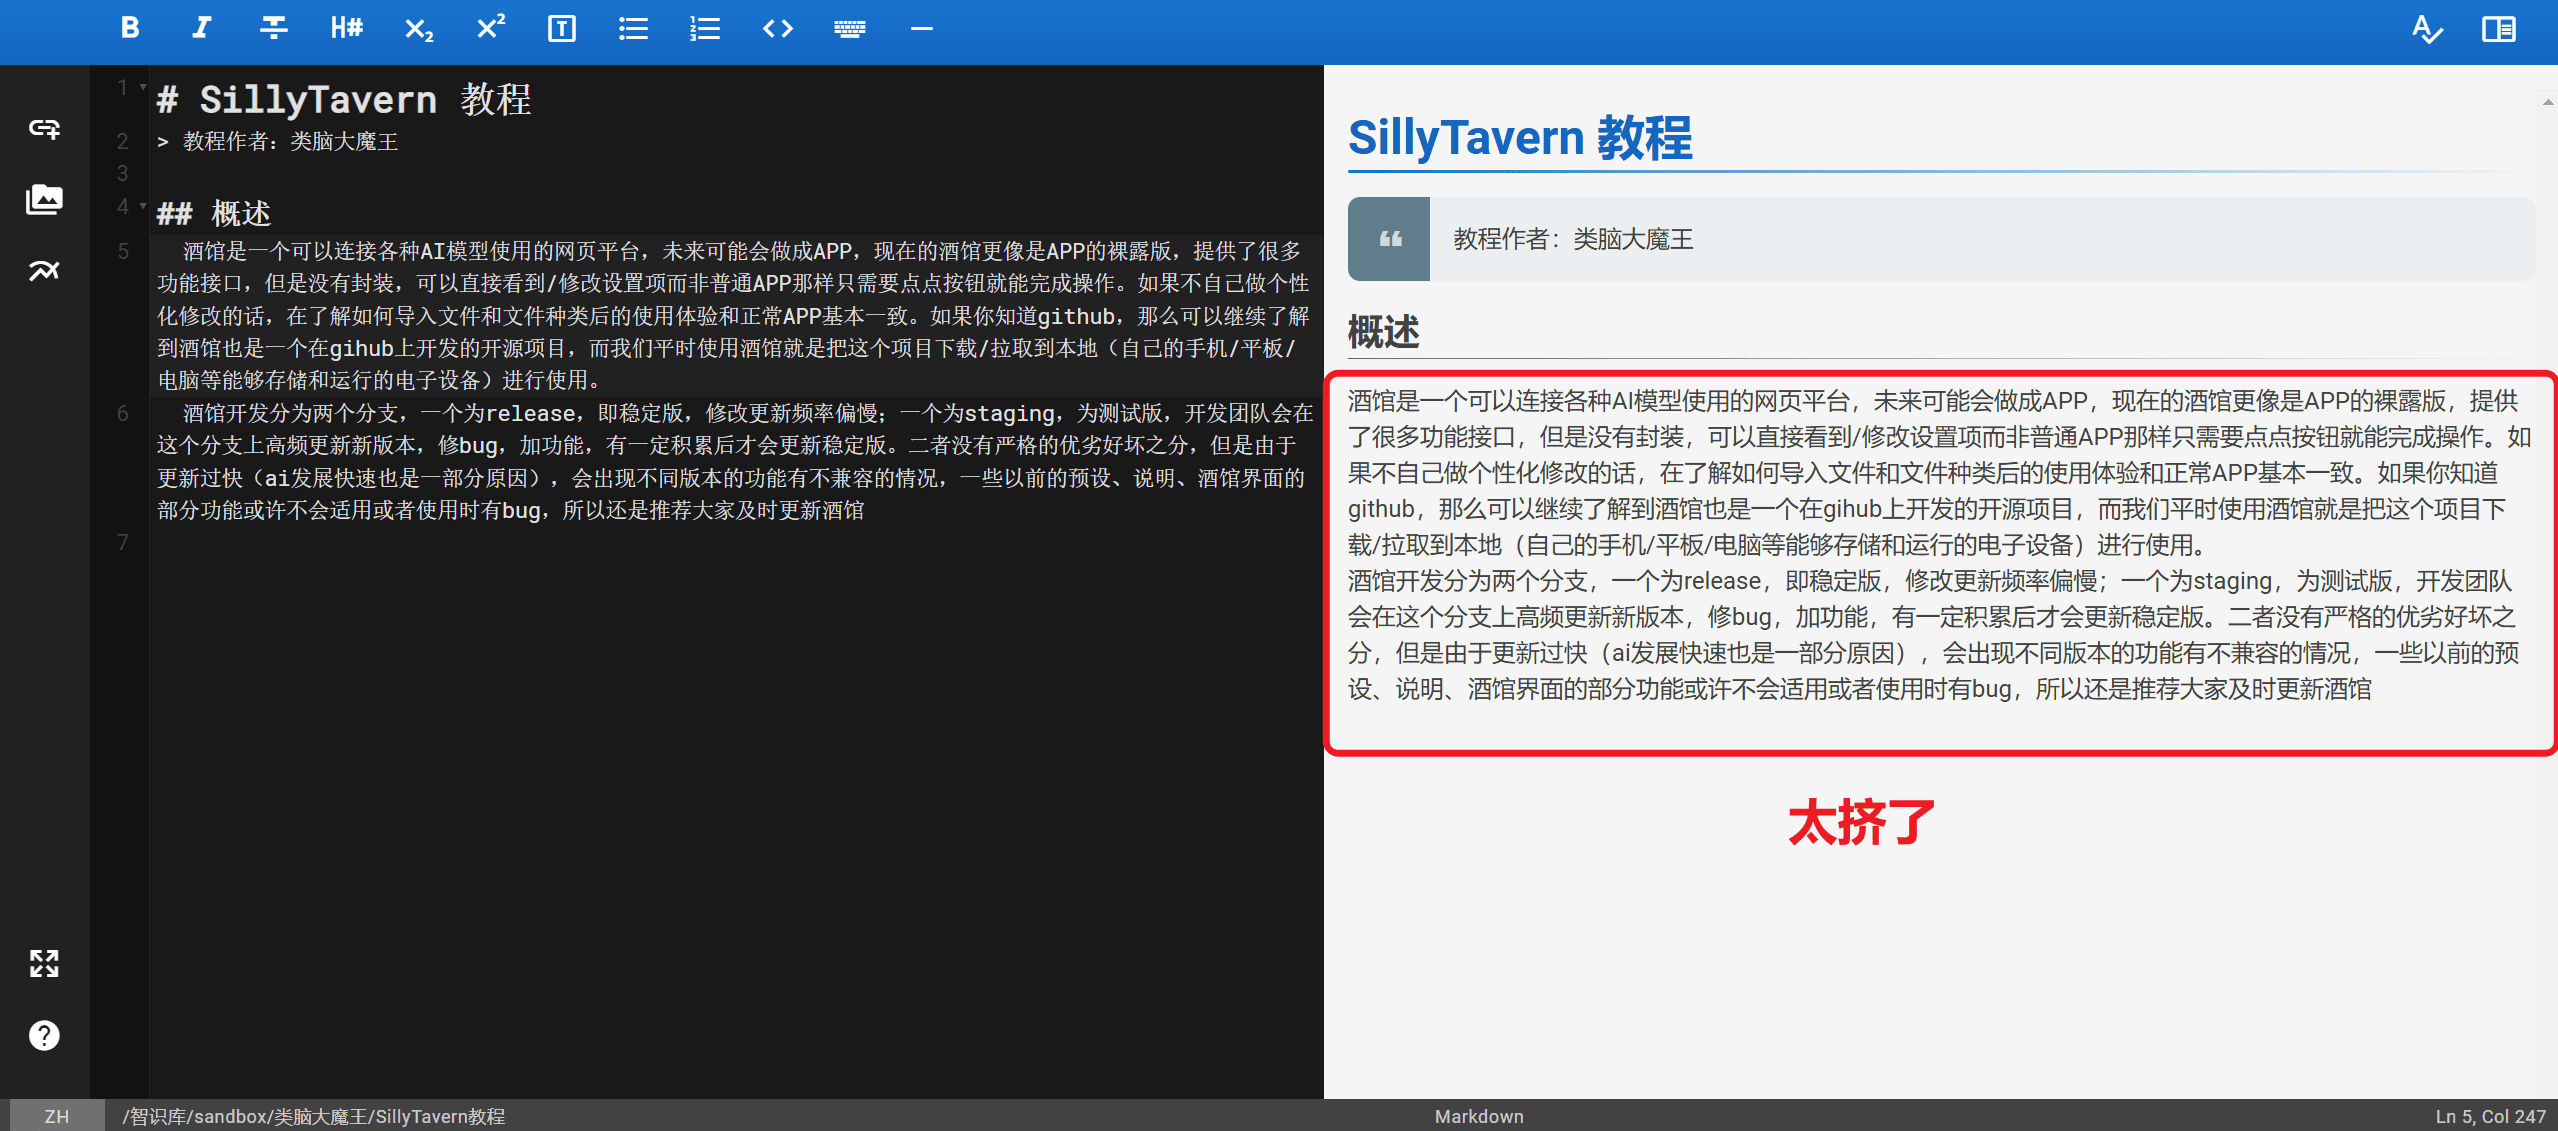 B I T H# X₂ X² T
1 # SillyTavern 教程
2 > 教程作者：类脑大魔王
3
4 ## 概述
5 酒馆是一个可以连接各种AI模型使用的网页平台，未来可能会做成APP，现在的酒馆更像是APP的裸露版，提供了很多
功能接口，但是没有封装，可以直接看到/修改设置项而非普通APP那样只需要点点按钮就能完成操作。如果不自己做个性
化修改的话，在了解如何导入文件和文件种类后的使用体验和正常APP基本一致。如果你知道github，那么可以继续了解
到酒馆也是一个在gihub上开发的开源项目，而我们平时使用酒馆就是把这个项目下载/拉取到本地（自己的手机/平板/
电脑等能够存储和运行的电子设备）进行使用。
6 酒馆开发分为两个分支，一个为release，即稳定版，修改更新频率偏慢；一个为staging，为测试版，开发团队会在
这个分支上高频更新新版本，修bug，加功能，有一定积累后才会更新稳定版。二者没有严格的优劣好坏之分，但是由于
更新过快（ai发展快速也是一部分原因），会出现不同版本的功能有不兼容的情况，一些以前的预设、说明、酒馆界面的
部分功能或许不会适用或者使用时有bug，所以还是推荐大家及时更新酒馆
7
SillyTavern 教程
教程作者：类脑大魔王
概述
酒馆是一个可以连接各种AI模型使用的网页平台，未来可能会做成APP，现在的酒馆更像是APP的裸露版，提供
了很多功能接口，但是没有封装，可以直接看到/修改设置项而非普通APP那样只需要点点按钮就能完成操作。如
果不自己做个性化修改的话，在了解如何导入文件和文件种类后的使用体验和正常APP基本一致。如果你知道
github，那么可以继续了解到酒馆也是一个在gihub上开发的开源项目，而我们平时使用酒馆就是把这个项目下
载/拉取到本地（自己的手机/平板/电脑等能够存储和运行的电子设备）进行使用。
酒馆开发分为两个分支，一个为release，即稳定版，修改更新频率偏慢；一个为staging，为测试版，开发团队
会在这个分支上高频更新新版本，修bug，加功能，有一定积累后才会更新稳定版。二者没有严格的优劣好坏之
分，但是由于更新过快（ai发展快速也是一部分原因），会出现不同版本的功能有不兼容的情况，一些以前的预
设、说明、酒馆界面的部分功能或许不会适用或者使用时有bug，所以还是推荐大家及时更新酒馆
太挤了
ZH /智识库/sandbox/类脑大魔王/SillyTavern教程 Markdown Ln 5, Col 247